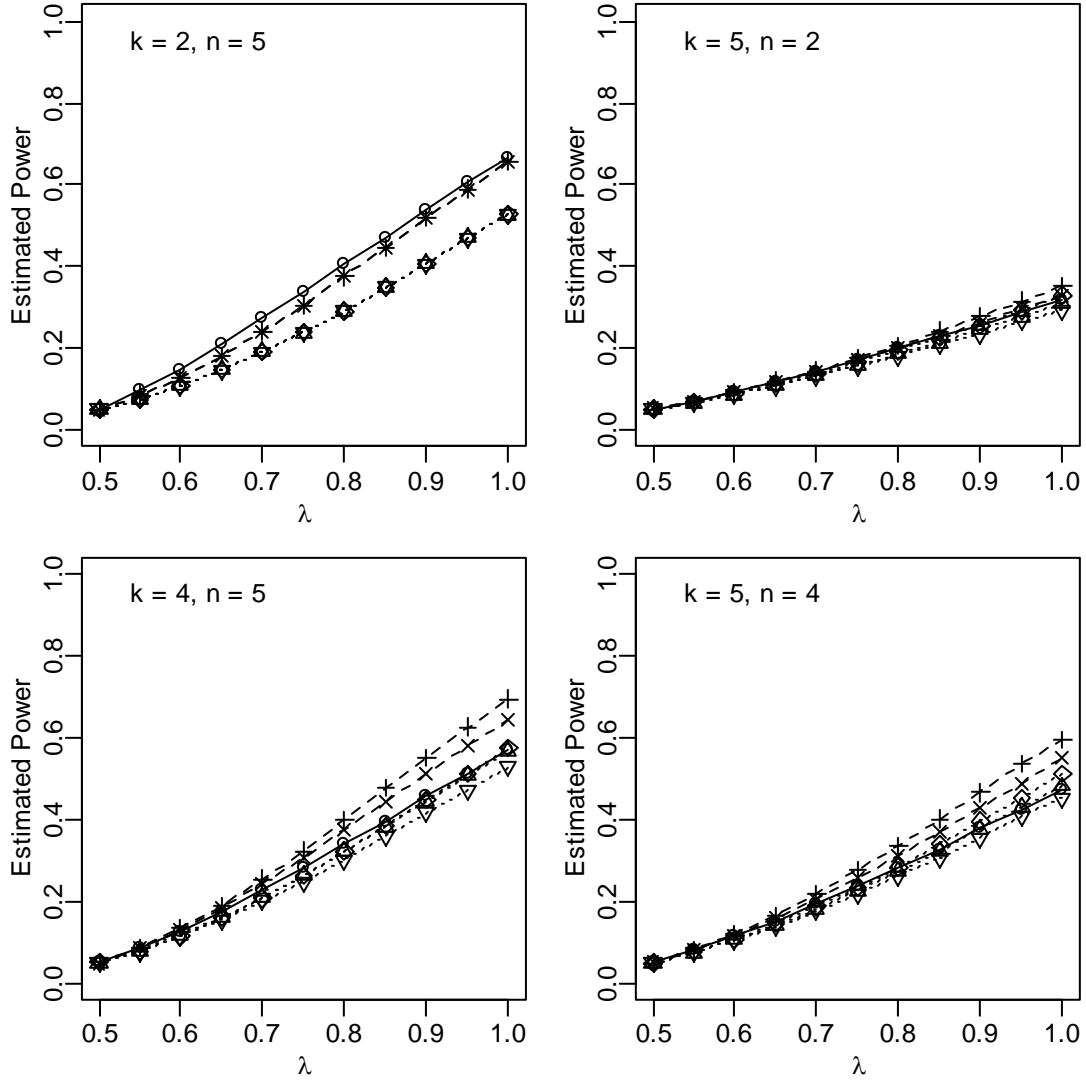 k = 2, n = 5
Estimated Power
0.0 0.2 0.4 0.6 0.8 1.0
0.5 0.6 0.7 0.8 0.9 1.0
λ
k = 5, n = 2
Estimated Power
0.0 0.2 0.4 0.6 0.8 1.0
0.5 0.6 0.7 0.8 0.9 1.0
λ
k = 4, n = 5
Estimated Power
0.0 0.2 0.4 0.6 0.8 1.0
0.5 0.6 0.7 0.8 0.9 1.0
λ
k = 5, n = 4
Estimated Power
0.0 0.2 0.4 0.6 0.8 1.0
0.5 0.6 0.7 0.8 0.9 1.0
λ